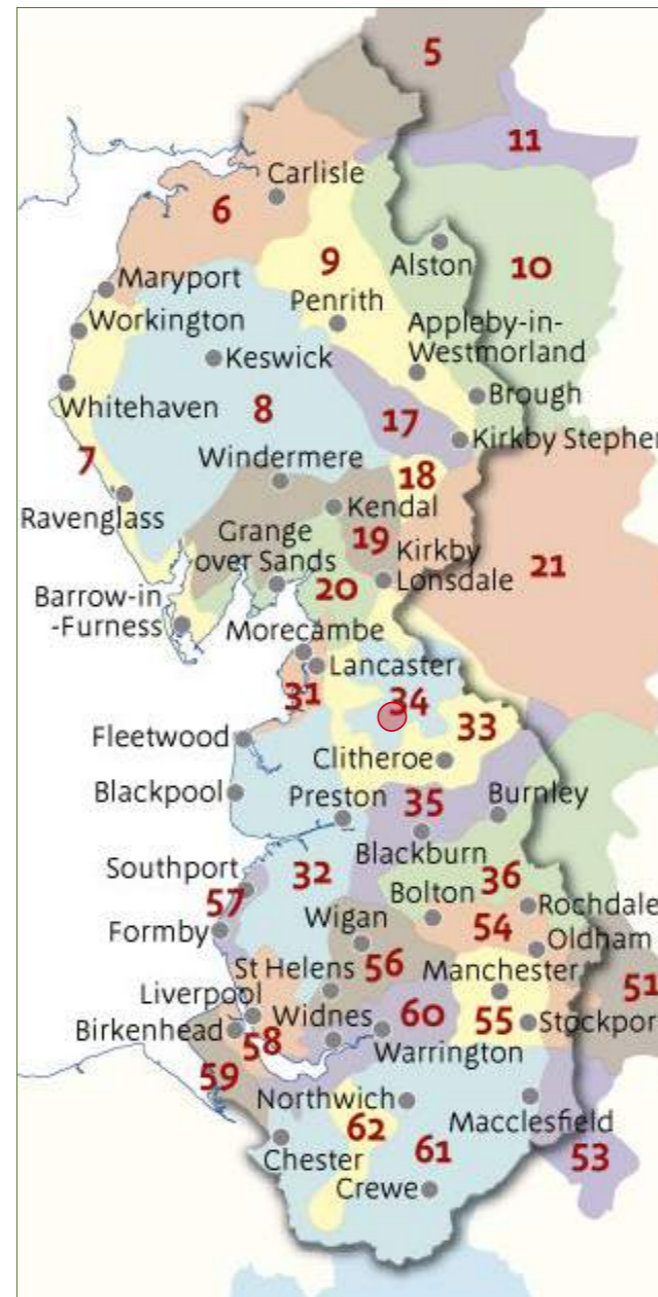 5
11
Carlisle
6
9
Alston
10
Maryport
Penrith
Workington
Appleby-in-
Westmorland
Keswick
Brough
Whitehaven
8
17
Kirkby Stephen
7
Windermere
18
Ravenglass
Kendal
Grange
over Sands
19
Kirkby
Lonsdale
21
20
Barrow-in
-Furness
Morecambe
Lancaster
31
34
33
Fleetwood
Clitheroe
Blackpool
Preston
35
Burnley
Blackburn
Southport
32
36
57
Bolton
Rochdale
Formby
Wigan
54
Oldham
St Helens
56
Manchester
51
Liverpool
Widnes
60
55
Stockport
Birkenhead
58
Warrington
59
Northwich
Macclesfield
62
Chester
61
53
Crewe